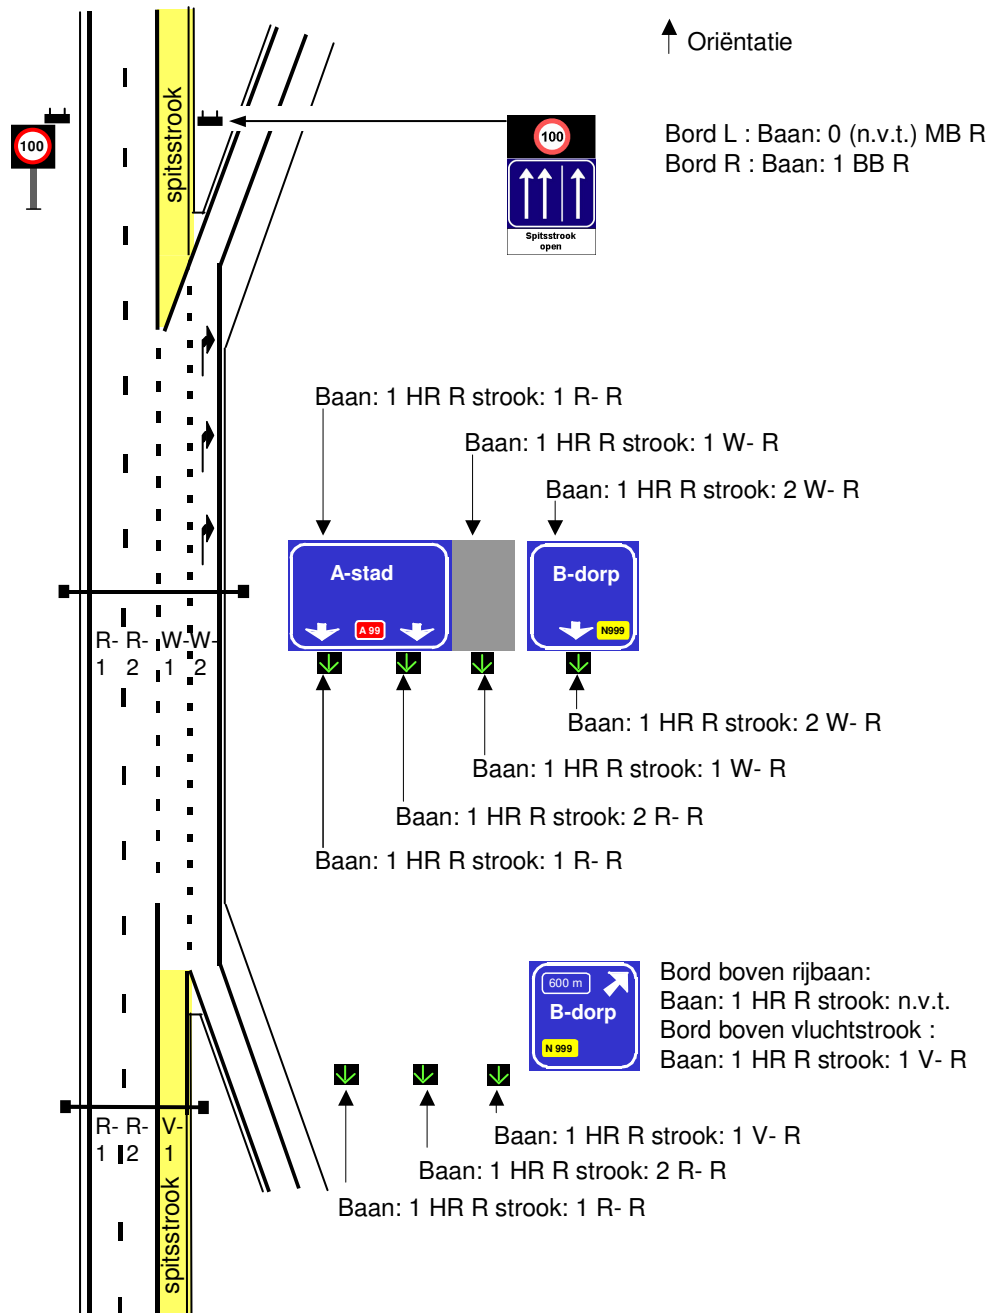 Oriëntatie
spitsstrook
100
100
Spitsstrook
open
Bord L : Baan: 0 (n.v.t.) MB R
Bord R : Baan: 1 BB R
Baan: 1 HR R strook: 1 R- R
Baan: 1 HR R strook: 1 W- R
Baan: 1 HR R strook: 2 W- R
A-stad
A 99
B-dorp
N999
R- R- W- W-
1 2 1 2
Baan: 1 HR R strook: 2 W- R
Baan: 1 HR R strook: 1 W- R
Baan: 1 HR R strook: 2 R- R
Baan: 1 HR R strook: 1 R- R
600 m
B-dorp
N 999
Bord boven rijbaan:
Baan: 1 HR R strook: n.v.t.
Bord boven vluchtstrook :
Baan: 1 HR R strook: 1 V- R
R- R- V-
1 2 1
spitsstrook
Baan: 1 HR R strook: 1 V- R
Baan: 1 HR R strook: 2 R- R
Baan: 1 HR R strook: 1 R- R